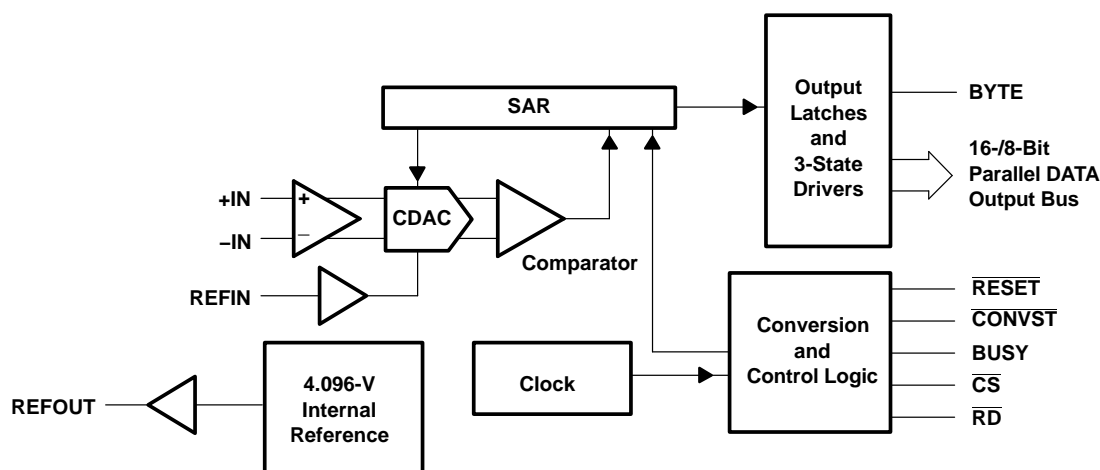 SAR
Output
Latches
and
3-State
Drivers
BYTE
16-/8-Bit
Parallel DATA
Output Bus
+IN
−IN
+
−
CDAC
Comparator
REFIN
Conversion
and
Control Logic
RESET
CONVST
BUSY
CS
RD
Clock
4.096-V
Internal
Reference
REFOUT